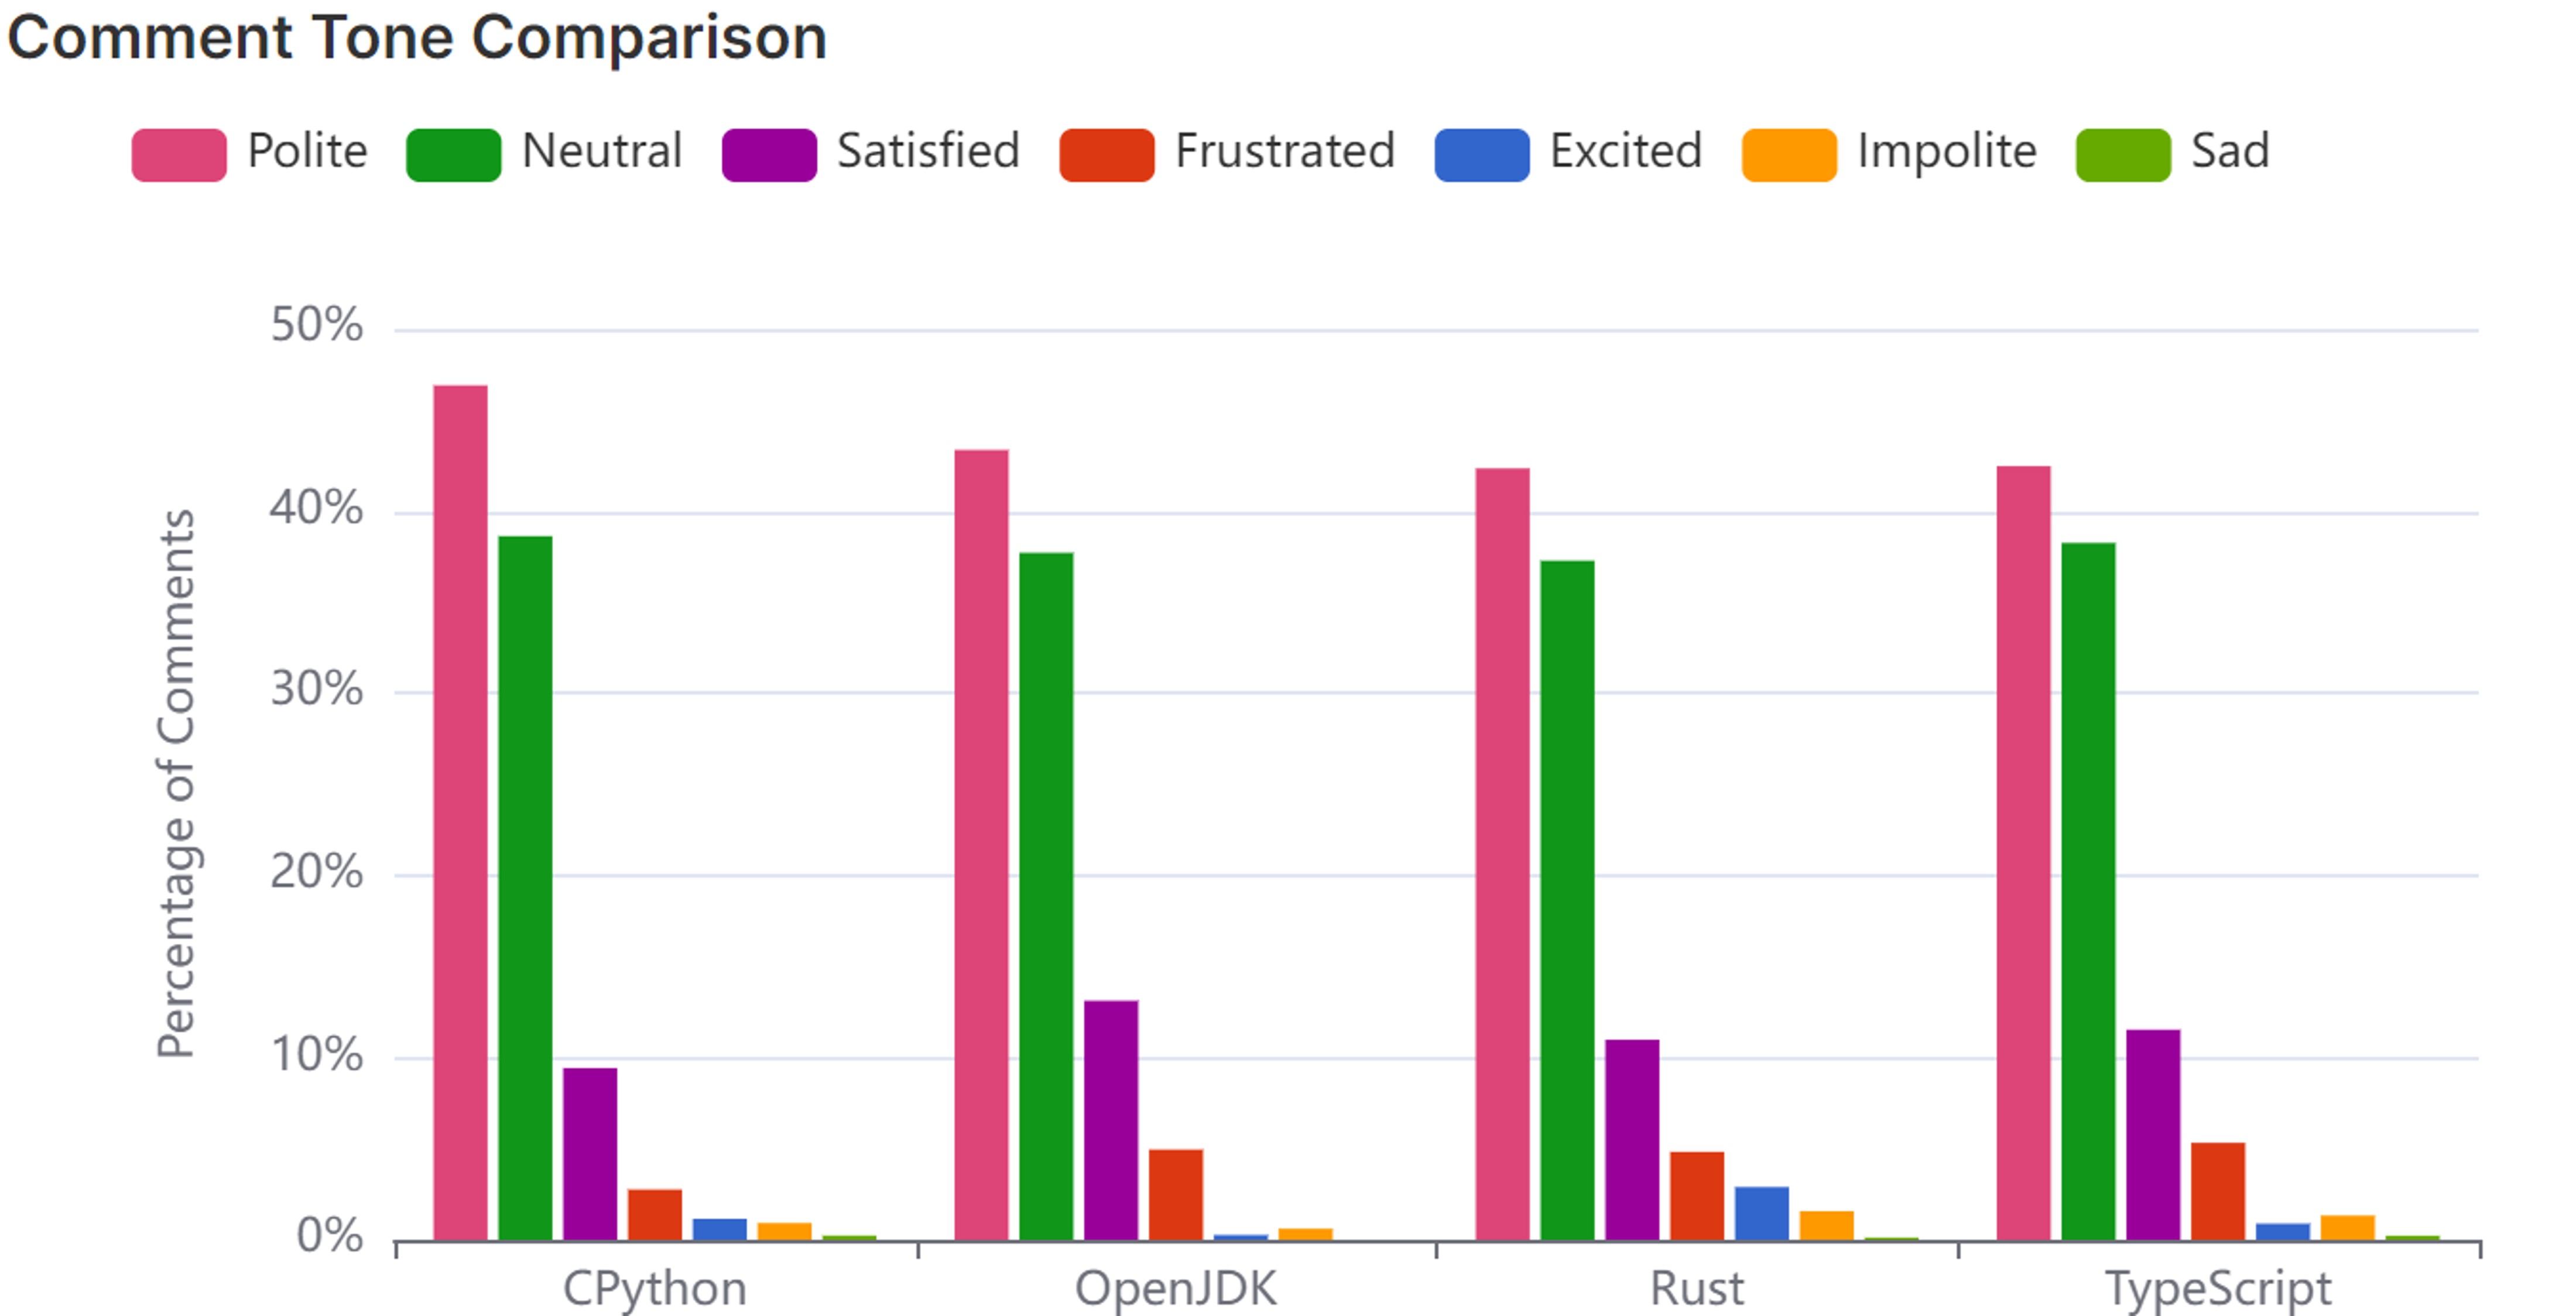 Comment Tone Comparison
Polite Neutral Satisfied Frustrated Excited Impolite Sad
50%
40%
30%
20%
10%
0%
Percentage of Comments
CPython OpenJDK Rust TypeScript